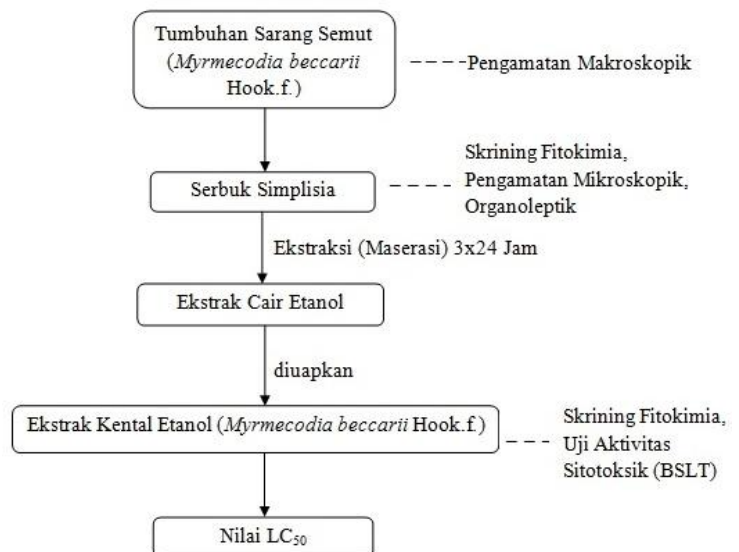 Tumbuhan Sarang Semut
(Myrmecodia beccarii
Hook.f.)
- - - -Pengamatan Makroskopik
Serbuk Simplisia
Skrining Fitokimia,
Pengamatan Mikroskopik,
Organoleptik
Ekstraksi (Maserasi) 3x24 Jam
Ekstrak Cair Etanol
diuapkan
Ekstrak Kental Etanol (Myrmecodia beccarii Hook.f.)
Skrining Fitokimia,
Uji Aktivitas
Sitotoksik (BSLT)
Nilai LC₅₀